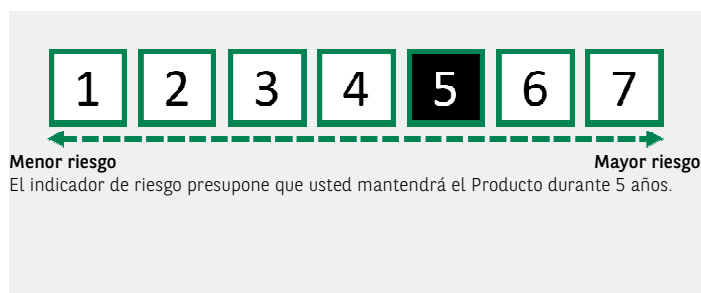 1 2 3 4 5 6 7
Menor riesgo Mayor riesgo
El indicador de riesgo presupone que usted mantendrá el Producto durante 5 años.